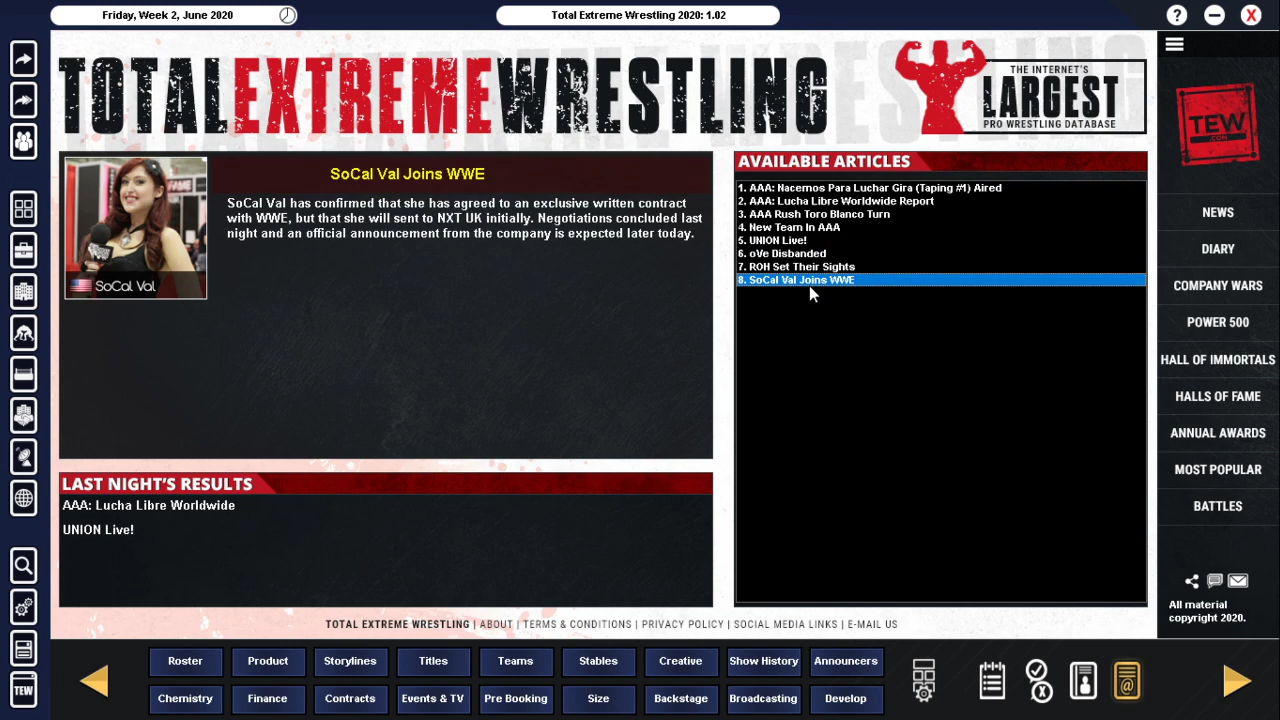 Friday, Week 2, June 2020
Total Extreme Wrestling 2020: 1.02
?
X
TOTALEXTREMEWRESTLING
THE INTERNET'S
LARGEST
PRO WRESTLING DATABASE
TEW
.COM
SoCal Val Joins WWE
SoCal Val has confirmed that she has agreed to an exclusive written contract
with WWE, but that she will sent to NXT UK initially. Negotiations concluded last
night and an official announcement from the company is expected later today.
SoCal Val
AVAILABLE ARTICLES
1. AAA: Nacemos Para Luchar Gira (Taping #1) Aired
2. AAA: Lucha Libre Worldwide Report
3. AAA Rush Toro Blanco Turn
4. New Team In AAA
5. UNION Live!
6. oVe Disbanded
7. ROH Set Their Sights
8. SoCal Val Joins WWE
LAST NIGHT'S RESULTS
AAA: Lucha Libre Worldwide
UNION Live!
NEWS
DIARY
COMPANY WARS
POWER 500
HALL OF IMMORTALS
HALLS OF FAME
ANNUAL AWARDS
MOST POPULAR
BATTLES
All material
copyright 2020.
TOTAL EXTREME WRESTLING | ABOUT | TERMS & CONDITIONS | PRIVACY POLICY | SOCIAL MEDIA LINKS | E-MAIL US
Roster
Product
Storylines
Titles
Teams
Stables
Creative
Show History
Announcers
Chemistry
Finance
Contracts
Events & TV
Pre Booking
Size
Backstage
Broadcasting
Develop
TEW